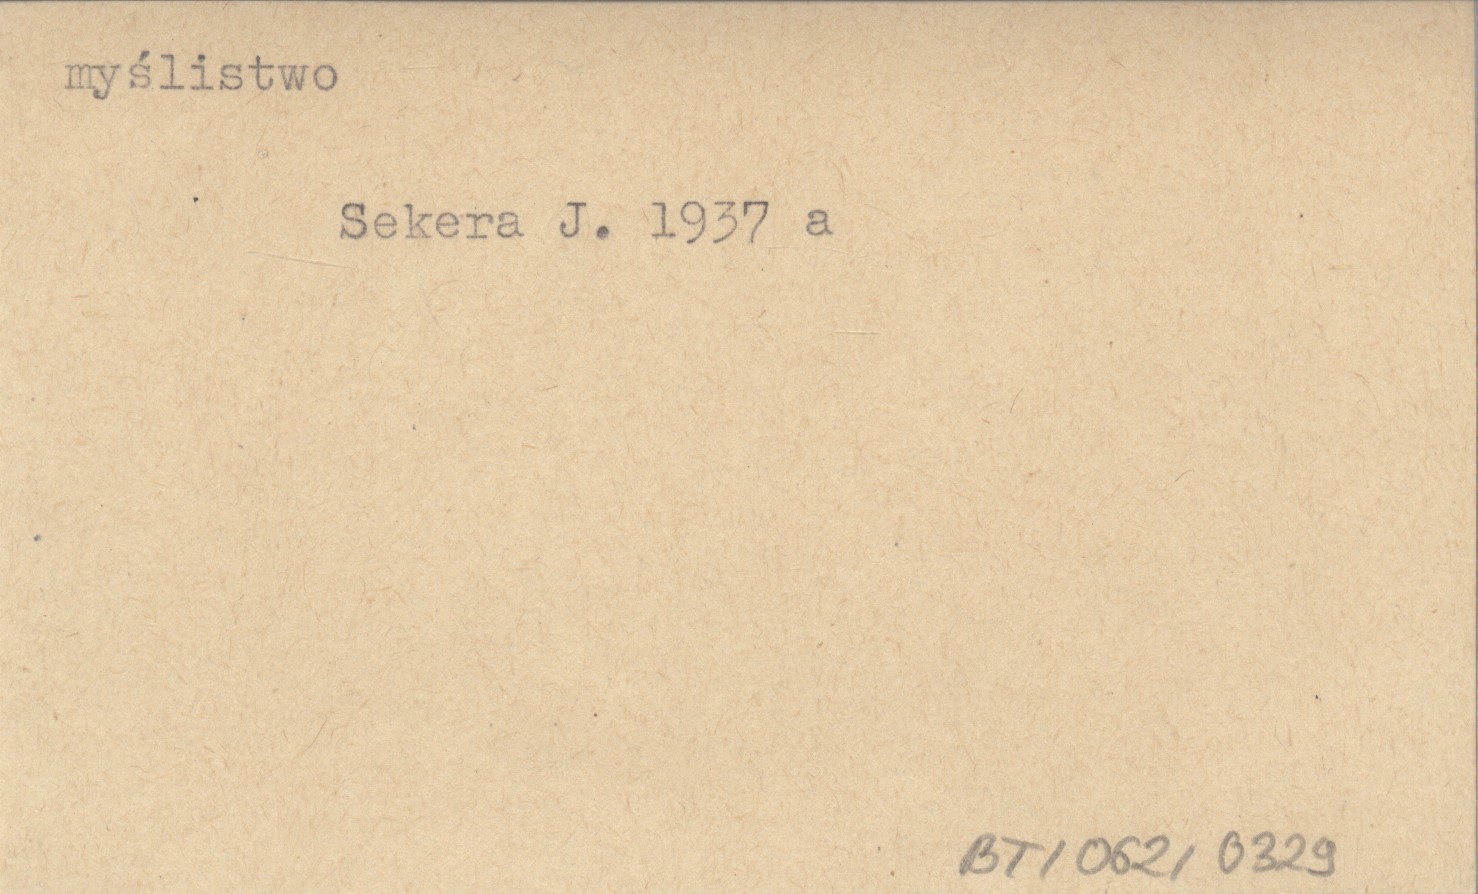 myślistwo
Sekera J. 1937 a
BT/062/0329